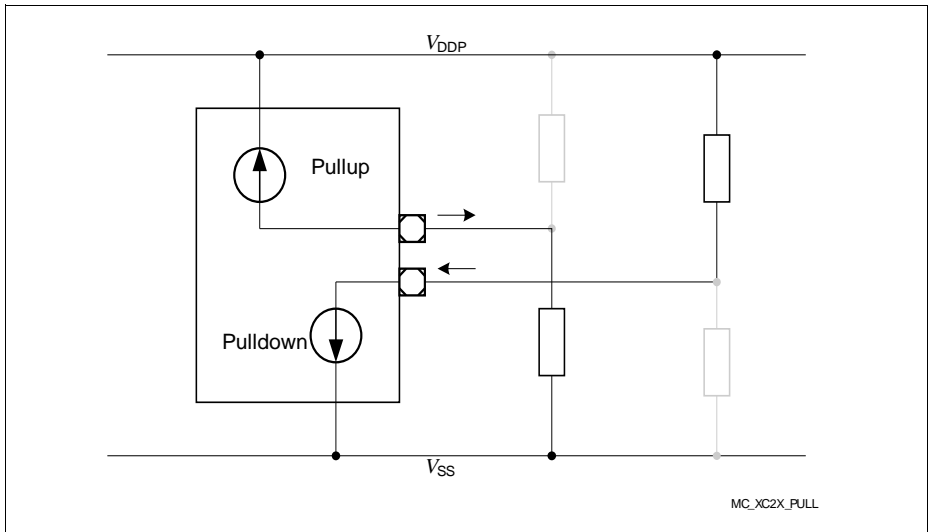 VDDP
Pullup
Pulldown
VSS
MC_XC2X_PULL